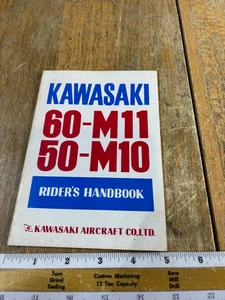 KAWASAKI
60-M11
50-M10
RIDER'S HANDBOOK
KAWASAKI AIRCRAFT CO.,LTD.
1 2 3 4 5 6
Turn Custom Machining Bore
Grind 12 Ton Capacity Mill
Tooling Drill